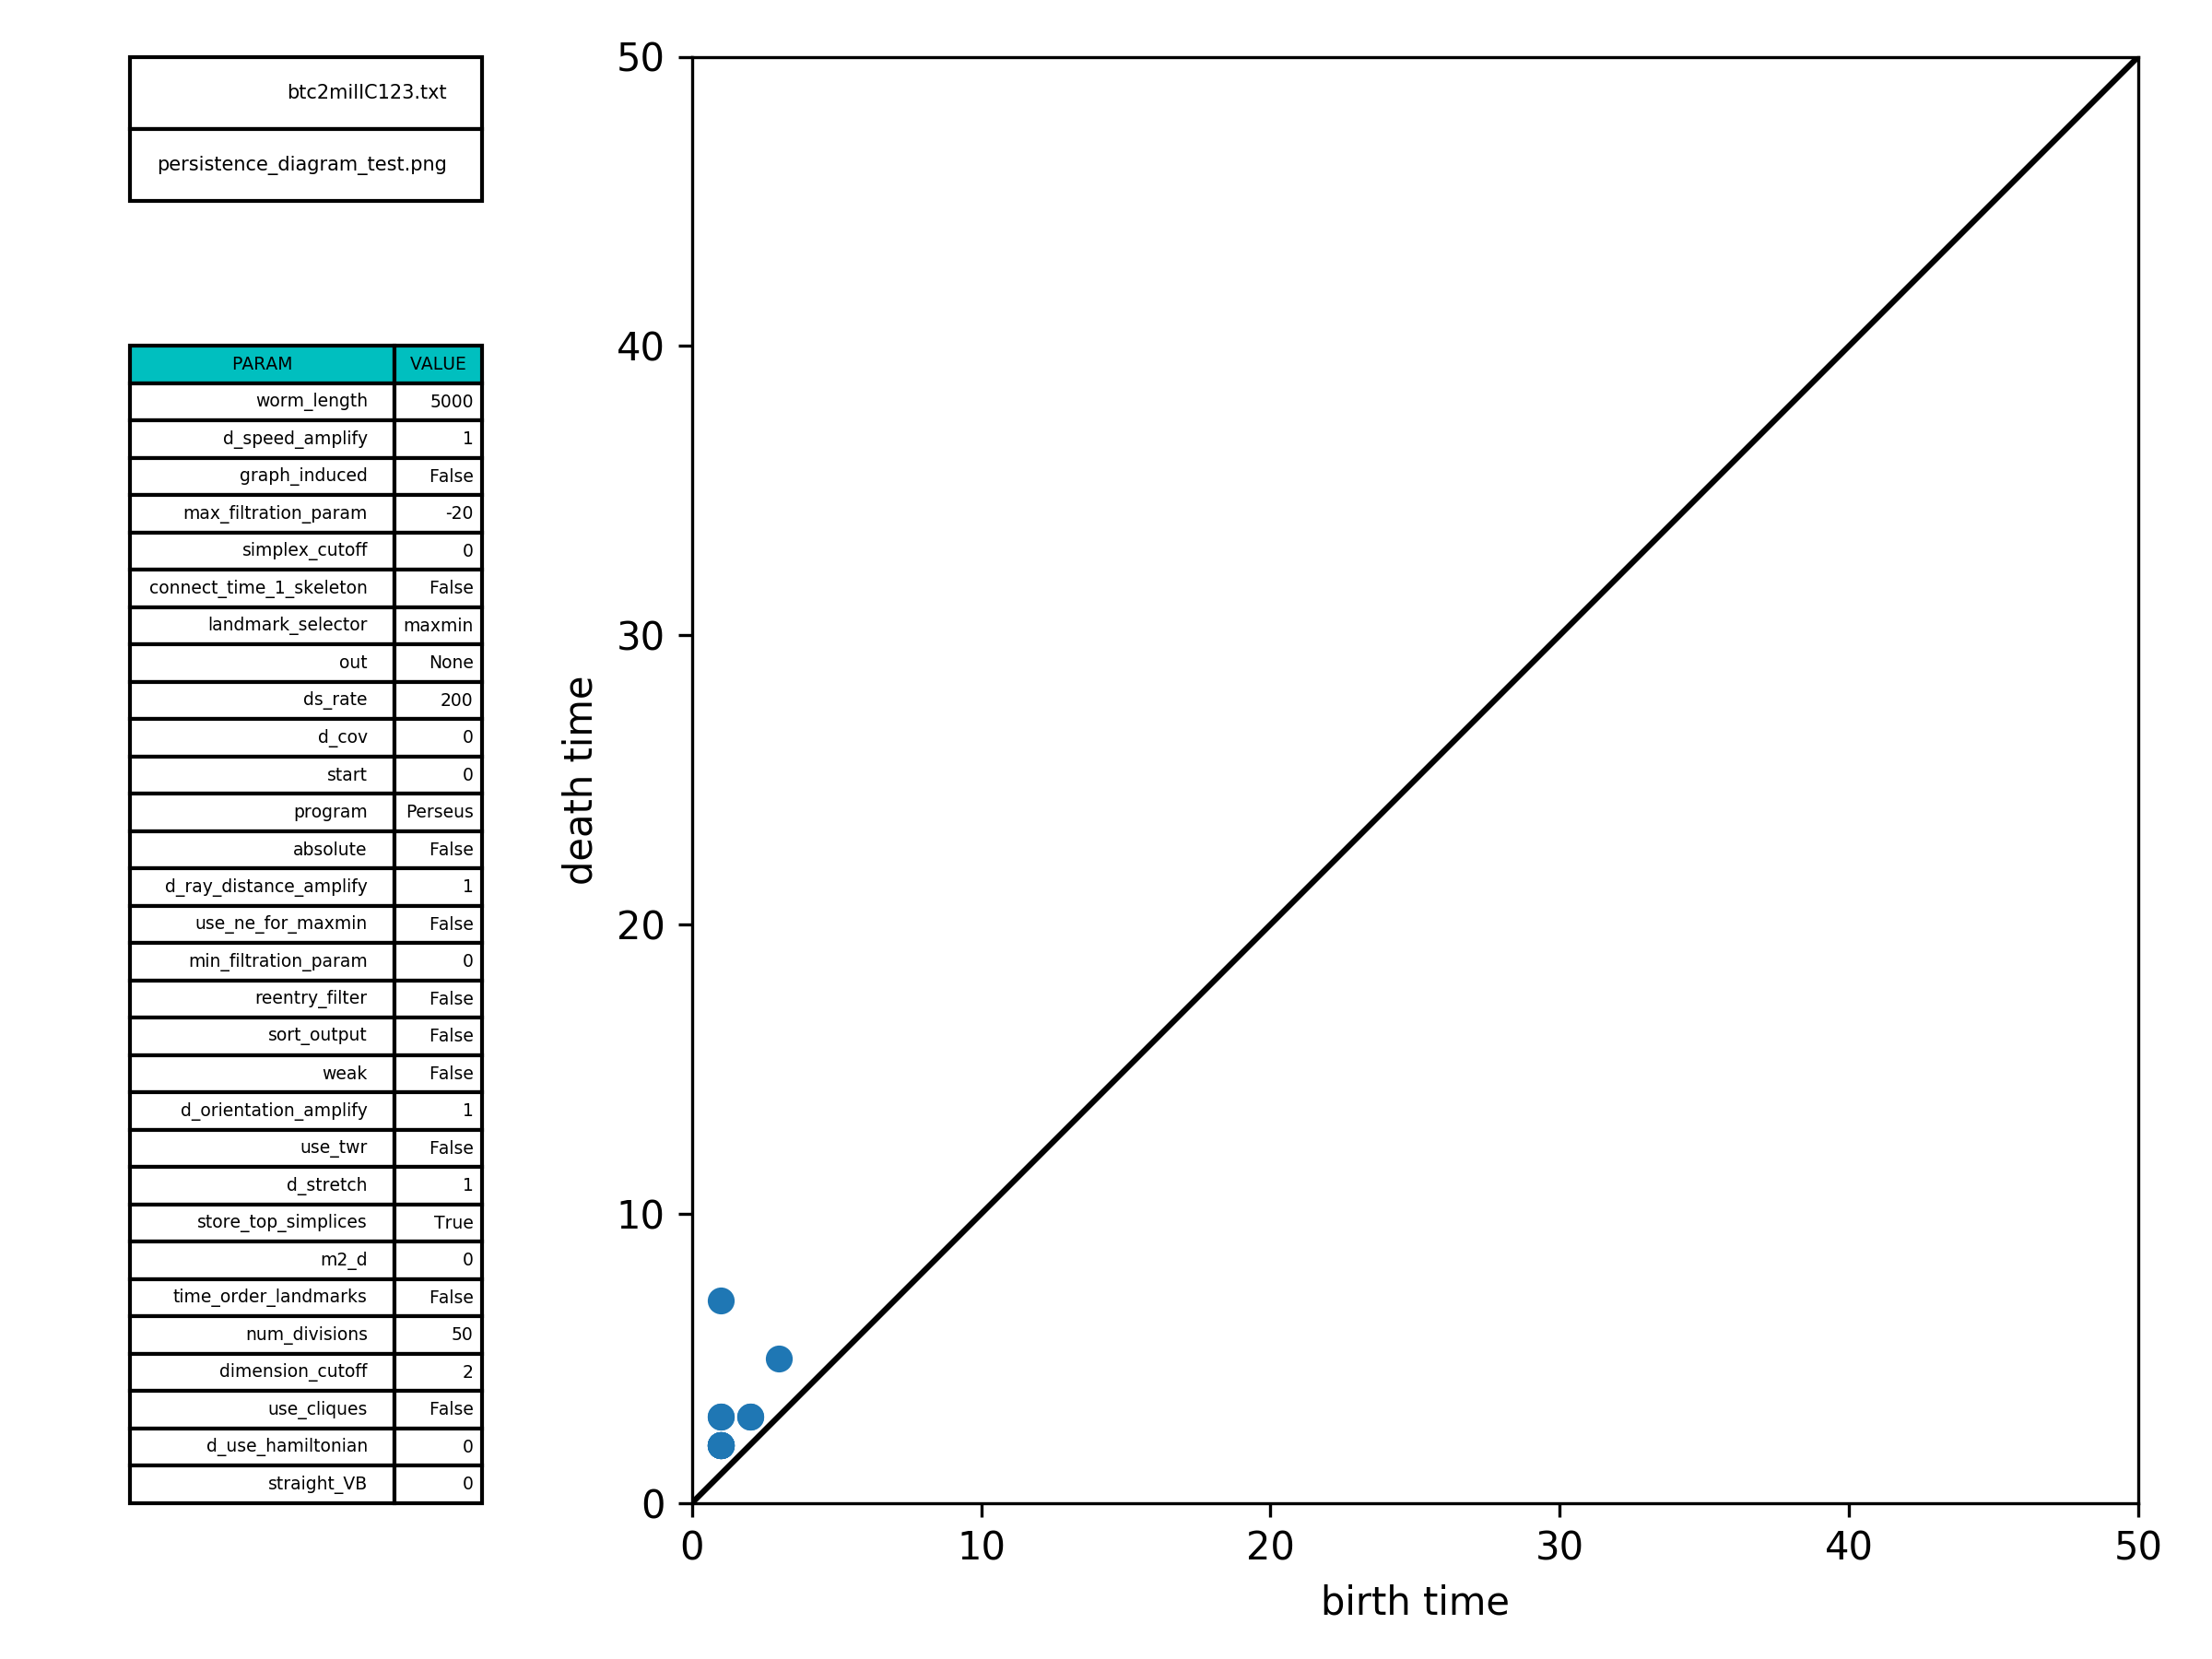 btc2millC123.txt
persistence_diagram_test.png
PARAM VALUE
worm_length 5000
d_speed_amplify 1
graph_induced False
max_filtration_param -20
simplex_cutoff 0
connect_time_1_skeleton False
landmark_selector maxmin
out None
ds_rate 200
d_cov 0
start 0
program Perseus
absolute False
d_ray_distance_amplify 1
use_ne_for_maxmin False
min_filtration_param 0
reentry_filter False
sort_output False
weak False
d_orientation_amplify 1
use_twr False
d_stretch 1
store_top_simplices True
m2_d 0
time_order_landmarks False
num_divisions 50
dimension_cutoff 2
use_cliques False
d_use_hamiltonian 0
straight_VB 0
death time
50
40
30
20
10
0
0 10 20 30 40 50
birth time